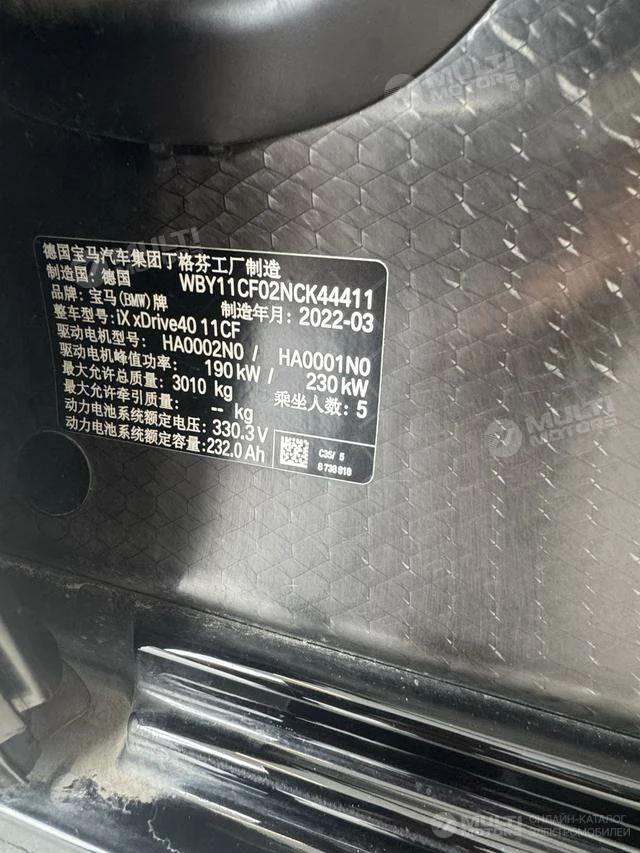 德国宝马汽车集团丁格芬工厂制造
制造国: 德国 WBY11CF02NCK44411
品牌: 宝马(BMW)牌 制造年月: 2022-03
整车型号: iX xDrive40 11CF
驱动电机型号: HA0002N0 / HA0001N0
驱动电机峰值功率: 190 kW / 230 kW
最大允许总质量: 3010 kg
最大允许牵引质量: -- kg 乘坐人数: 5
动力电池系统额定电压: 330.3 V
动力电池系统额定容量: 232.0 Ah
C35/ 5
8 738 818
MULTI MOTORS
MULTI MOTORS
MULTI MOTORS
ОНЛАЙН-КАТАЛОГ
ЭЛЕКТРОМОБИЛЕЙ